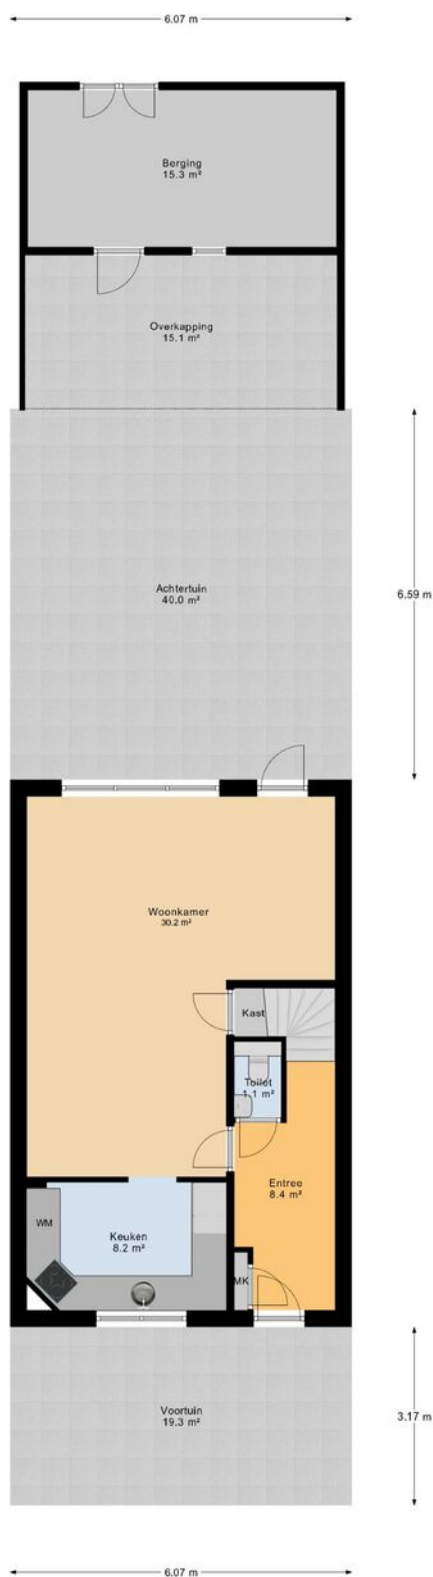 6.07 m
Berging
15.3 m²
Overkapping
15.1 m²
Achtertuin
40.0 m²
6.59 m
Woonkamer
30.2 m²
Kast
Toilet
1.1 m²
Entree
8.4 m²
WM
Keuken
8.2 m²
MK
Voortuin
19.3 m²
3.17 m
6.07 m